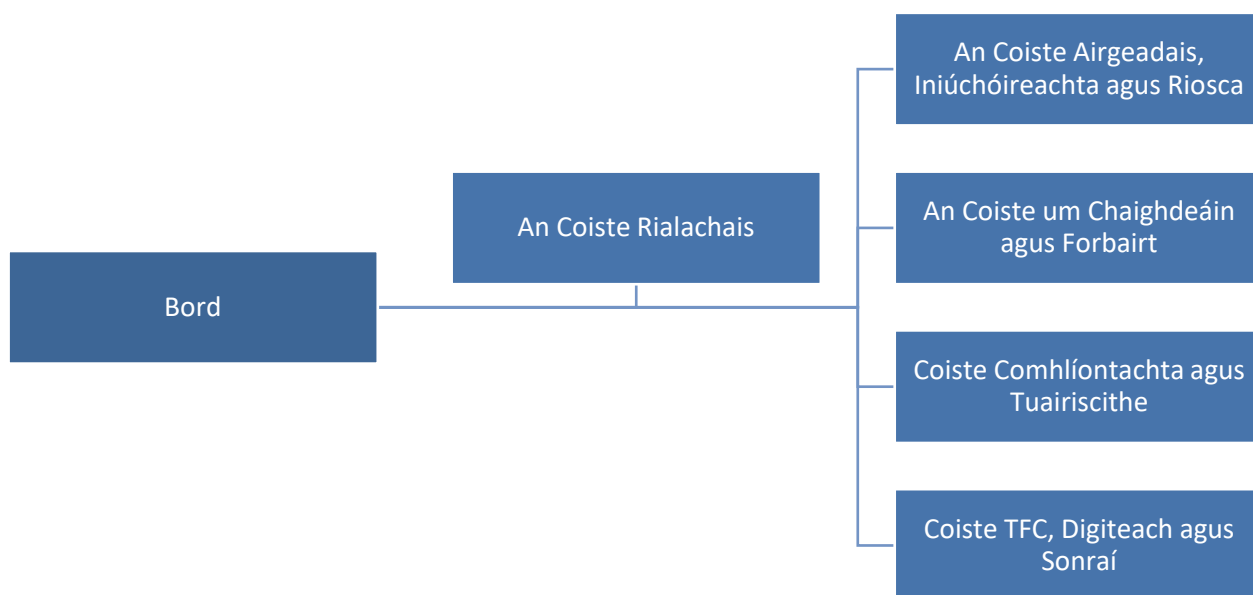 Bord
An Coiste Rialachais
An Coiste Airgeadais,
Iniúchóireachta agus Riosca
An Coiste um Chaighdeáin
agus Forbairt
Coiste Comhlíontachta agus
Tuairiscithe
Coiste TFC, Digiteach agus
Sonraí